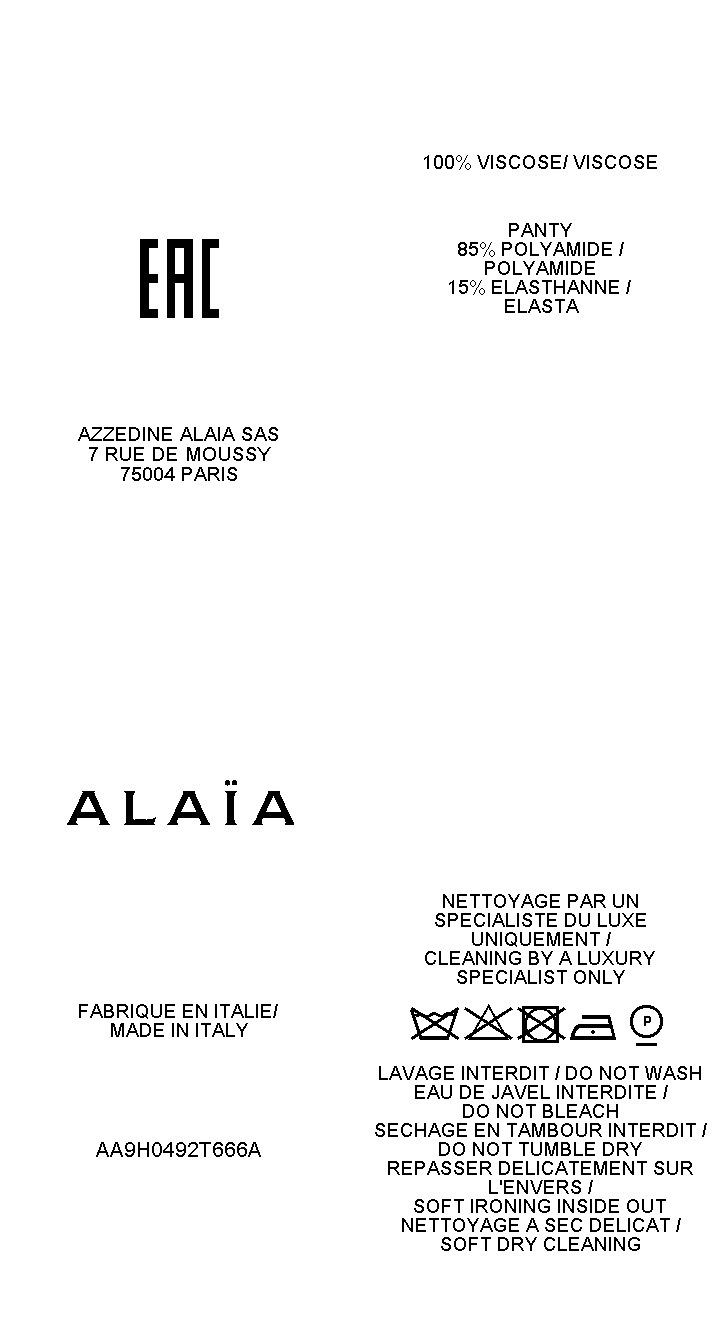 EAC
AZZEDINE ALAIA SAS
7 RUE DE MOUSSY
75004 PARIS
ALAÏA
FABRIQUE EN ITALIE/
MADE IN ITALY
AA9H0492T666A
100% VISCOSE/ VISCOSE
PANTY
85% POLYAMIDE /
POLYAMIDE
15% ELASTHANNE /
ELASTA
NETTOYAGE PAR UN
SPECIALISTE DU LUXE
UNIQUEMENT /
CLEANING BY A LUXURY
SPECIALIST ONLY
P
LAVAGE INTERDIT / DO NOT WASH
EAU DE JAVEL INTERDITE /
DO NOT BLEACH
SECHAGE EN TAMBOUR INTERDIT /
DO NOT TUMBLE DRY
REPASSER DELICATEMENT SUR
L'ENVERS /
SOFT IRONING INSIDE OUT
NETTOYAGE A SEC DELICAT /
SOFT DRY CLEANING